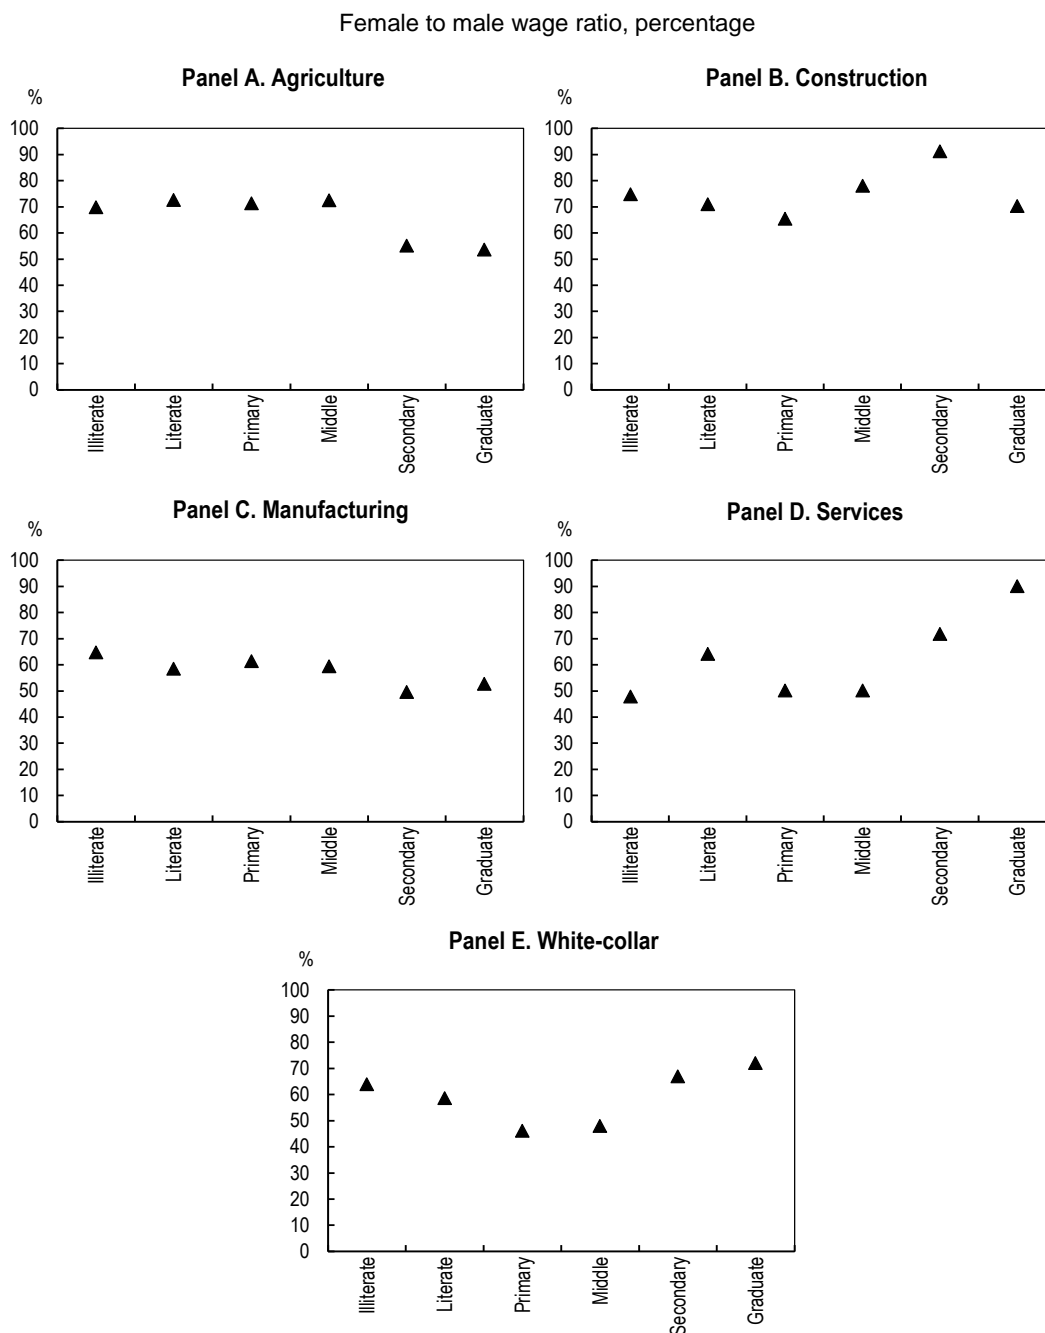 Female to male wage ratio, percentage
Panel A. Agriculture
%
100
90
80
70
60
50
40
30
20
10
0
Illiterate
Literate
Primary
Middle
Secondary
Graduate
Panel B. Construction
%
100
90
80
70
60
50
40
30
20
10
0
Illiterate
Literate
Primary
Middle
Secondary
Graduate
Panel C. Manufacturing
%
100
90
80
70
60
50
40
30
20
10
0
Illiterate
Literate
Primary
Middle
Secondary
Graduate
Panel D. Services
%
100
90
80
70
60
50
40
30
20
10
0
Illiterate
Literate
Primary
Middle
Secondary
Graduate
Panel E. White-collar
%
100
90
80
70
60
50
40
30
20
10
0
Illiterate
Literate
Primary
Middle
Secondary
Graduate